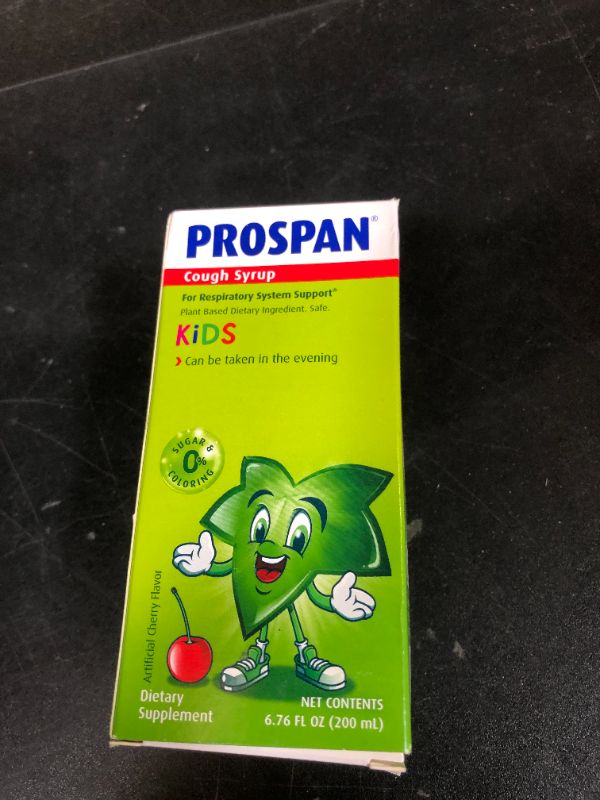 PROSPAN®
Cough Syrup
For Respiratory System Support*
Plant Based Dietary Ingredient. Safe.
KiDS
Can be taken in the evening
SUGAR &
0%
COLORING
Artificial Cherry Flavor
Dietary
Supplement
NET CONTENTS
6.76 FL OZ (200 mL)